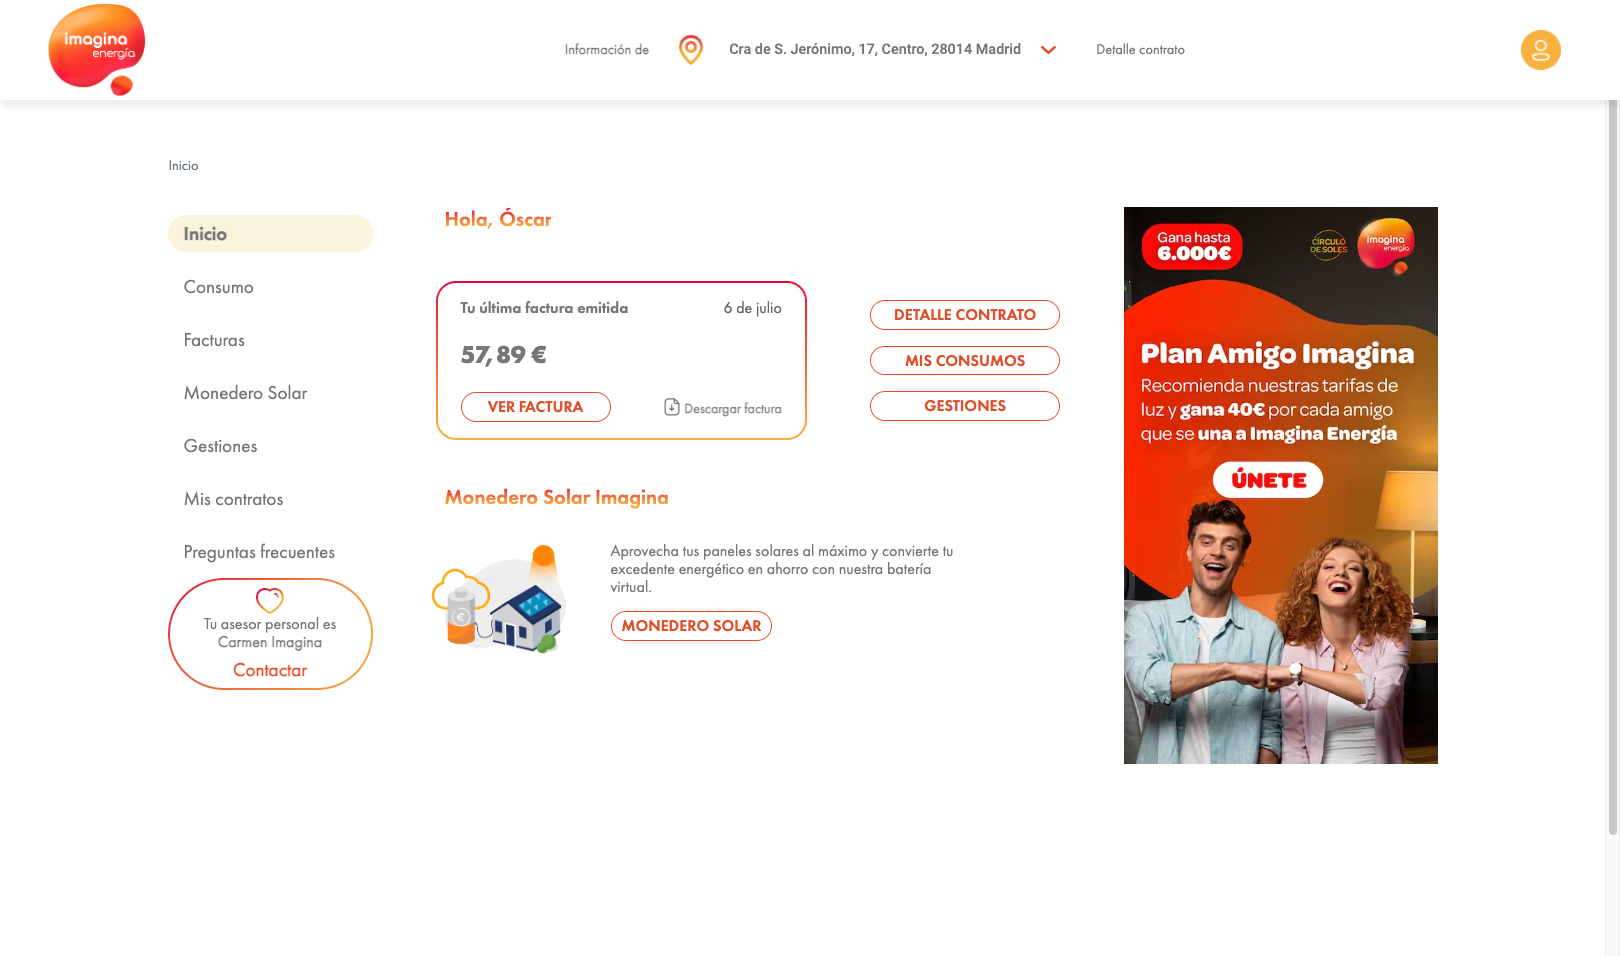 imagina
energía
Información de
Cra de S. Jerónimo, 17, Centro, 28014 Madrid
Detalle contrato
Inicio
Inicio
Consumo
Facturas
Monedero Solar
Gestiones
Mis contratos
Preguntas frecuentes
Tu asesor personal es
Carmen Imagina
Contactar
Hola, Óscar
Tu última factura emitida
6 de julio
57,89 €
VER FACTURA
Descargar factura
DETALLE CONTRATO
MIS CONSUMOS
GESTIONES
Monedero Solar Imagina
€
Aprovecha tus paneles solares al máximo y convierte tu
excedente energético en ahorro con nuestra batería
virtual.
MONEDERO SOLAR
Gana hasta
6.000€
CÍRCULO
DE SOLES
imagina
energía
Plan Amigo Imagina
Recomienda nuestras tarifas de
luz y gana 40€ por cada amigo
que se una a Imagina Energía
ÚNETE